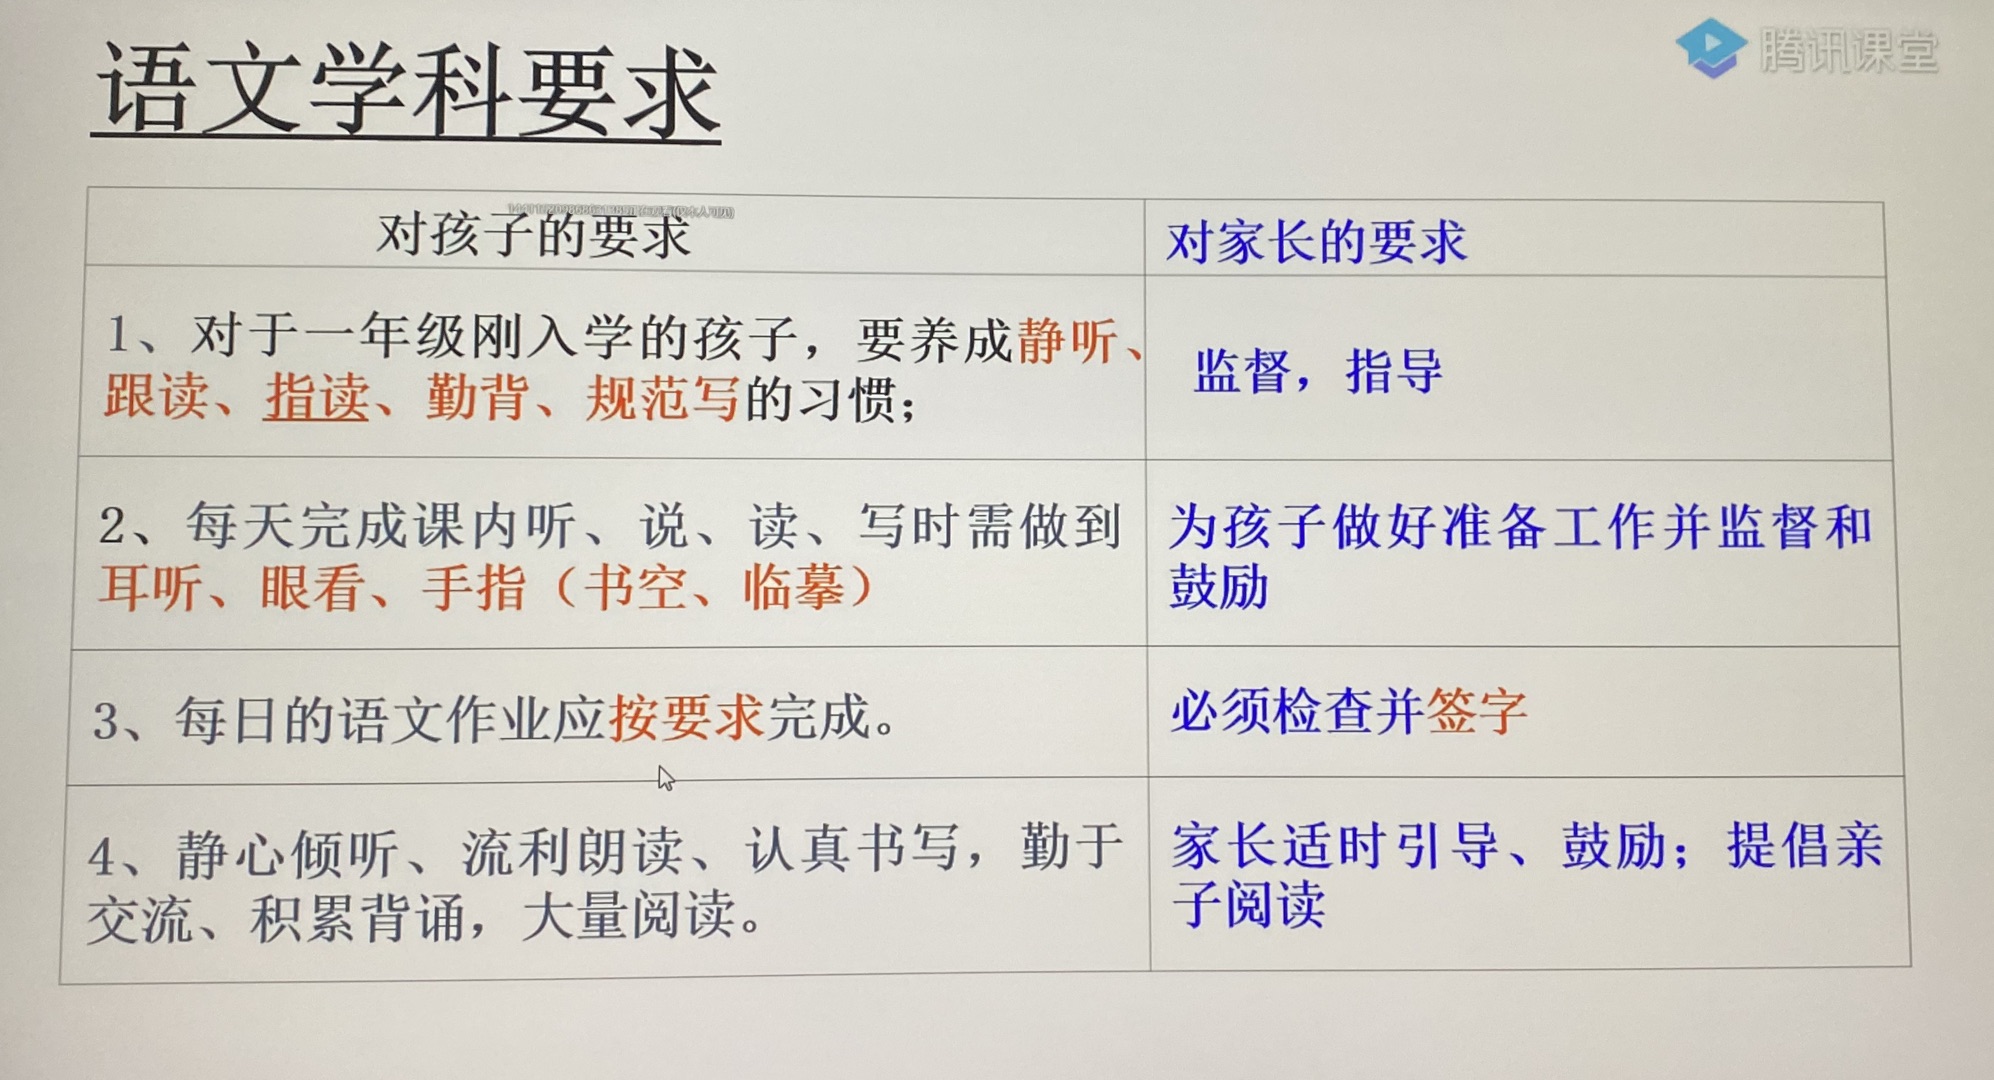 语文学科要求
腾讯课堂
对孩子的要求
对家长的要求
1、对于一年级刚入学的孩子，要养成静听、
跟读、指读、勤背、规范写的习惯；
监督，指导
2、每天完成课内听、说、读、写时需做到
耳听、眼看、手指（书空、临摹）
为孩子做好准备工作并监督和
鼓励
3、每日的语文作业应按要求完成。
必须检查并签字
4、静心倾听、流利朗读、认真书写，勤于
交流、积累背诵，大量阅读。
家长适时引导、鼓励；提倡亲
子阅读